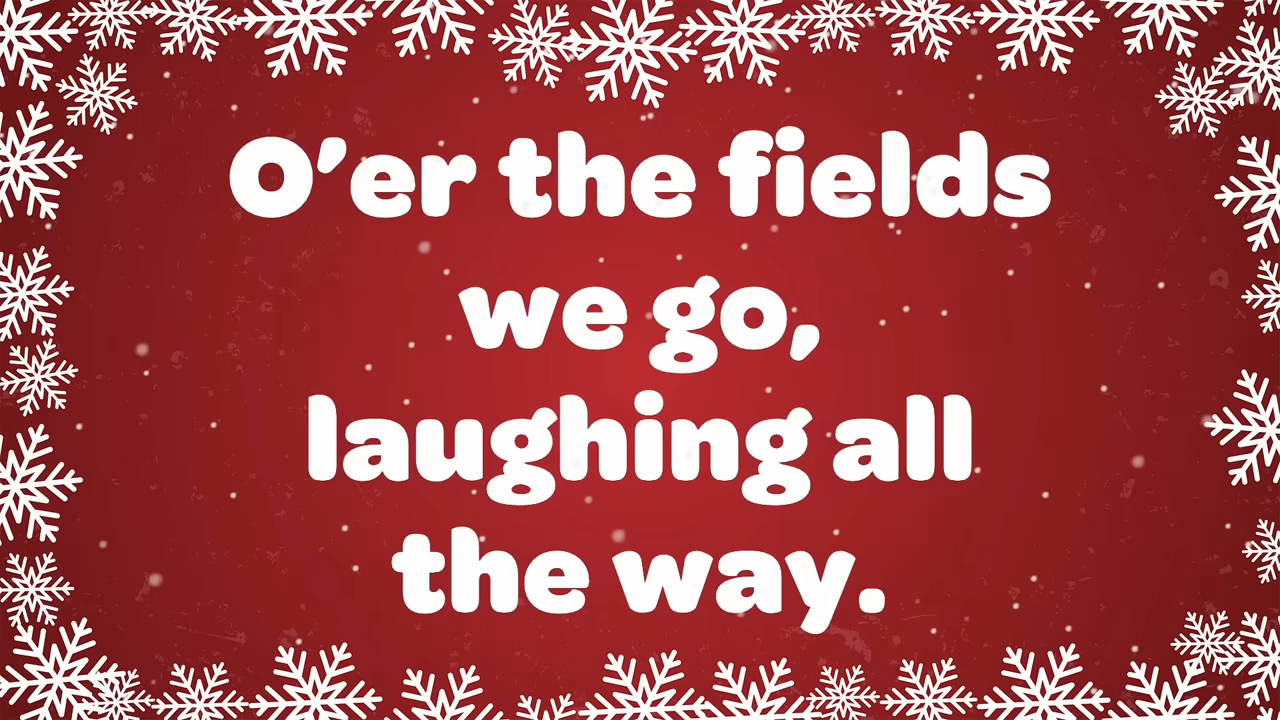 O’er the fields
we go,
laughing all
the way.